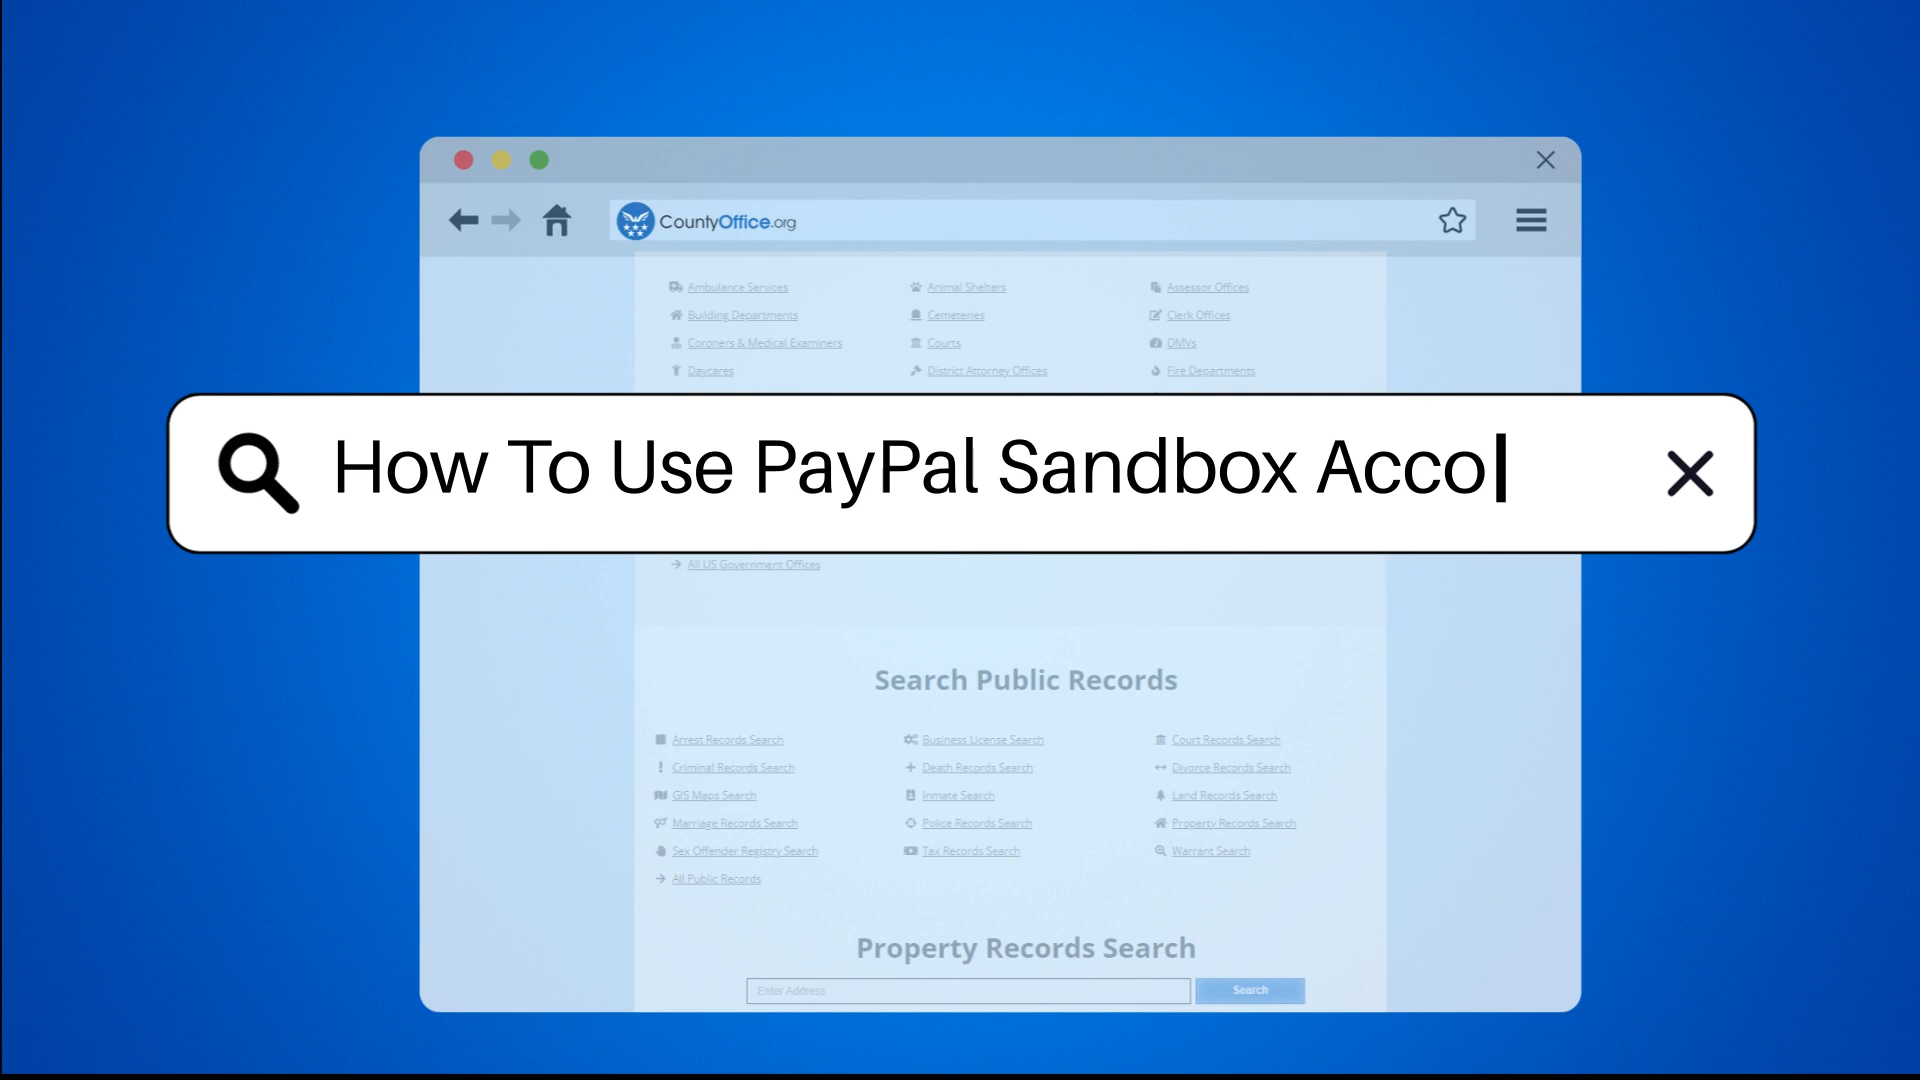 CountyOffice.org
Ambulance Services Animal Shelters Assessor Offices
Building Departments Cemeteries Clerk Offices
Coroners & Medical Examiners Courts DMVs
Daycares District Attorney Offices Fire Departments
How To Use PayPal Sandbox Acco
All US Government Offices
Search Public Records
Arrest Records Search Business License Search Court Records Search
Criminal Records Search Death Records Search Divorce Records Search
GIS Maps Search Inmate Search Land Records Search
Marriage Records Search Police Records Search Property Records Search
Sex Offender Registry Search Tax Records Search Warrant Search
All Public Records
Property Records Search
Enter Address Search